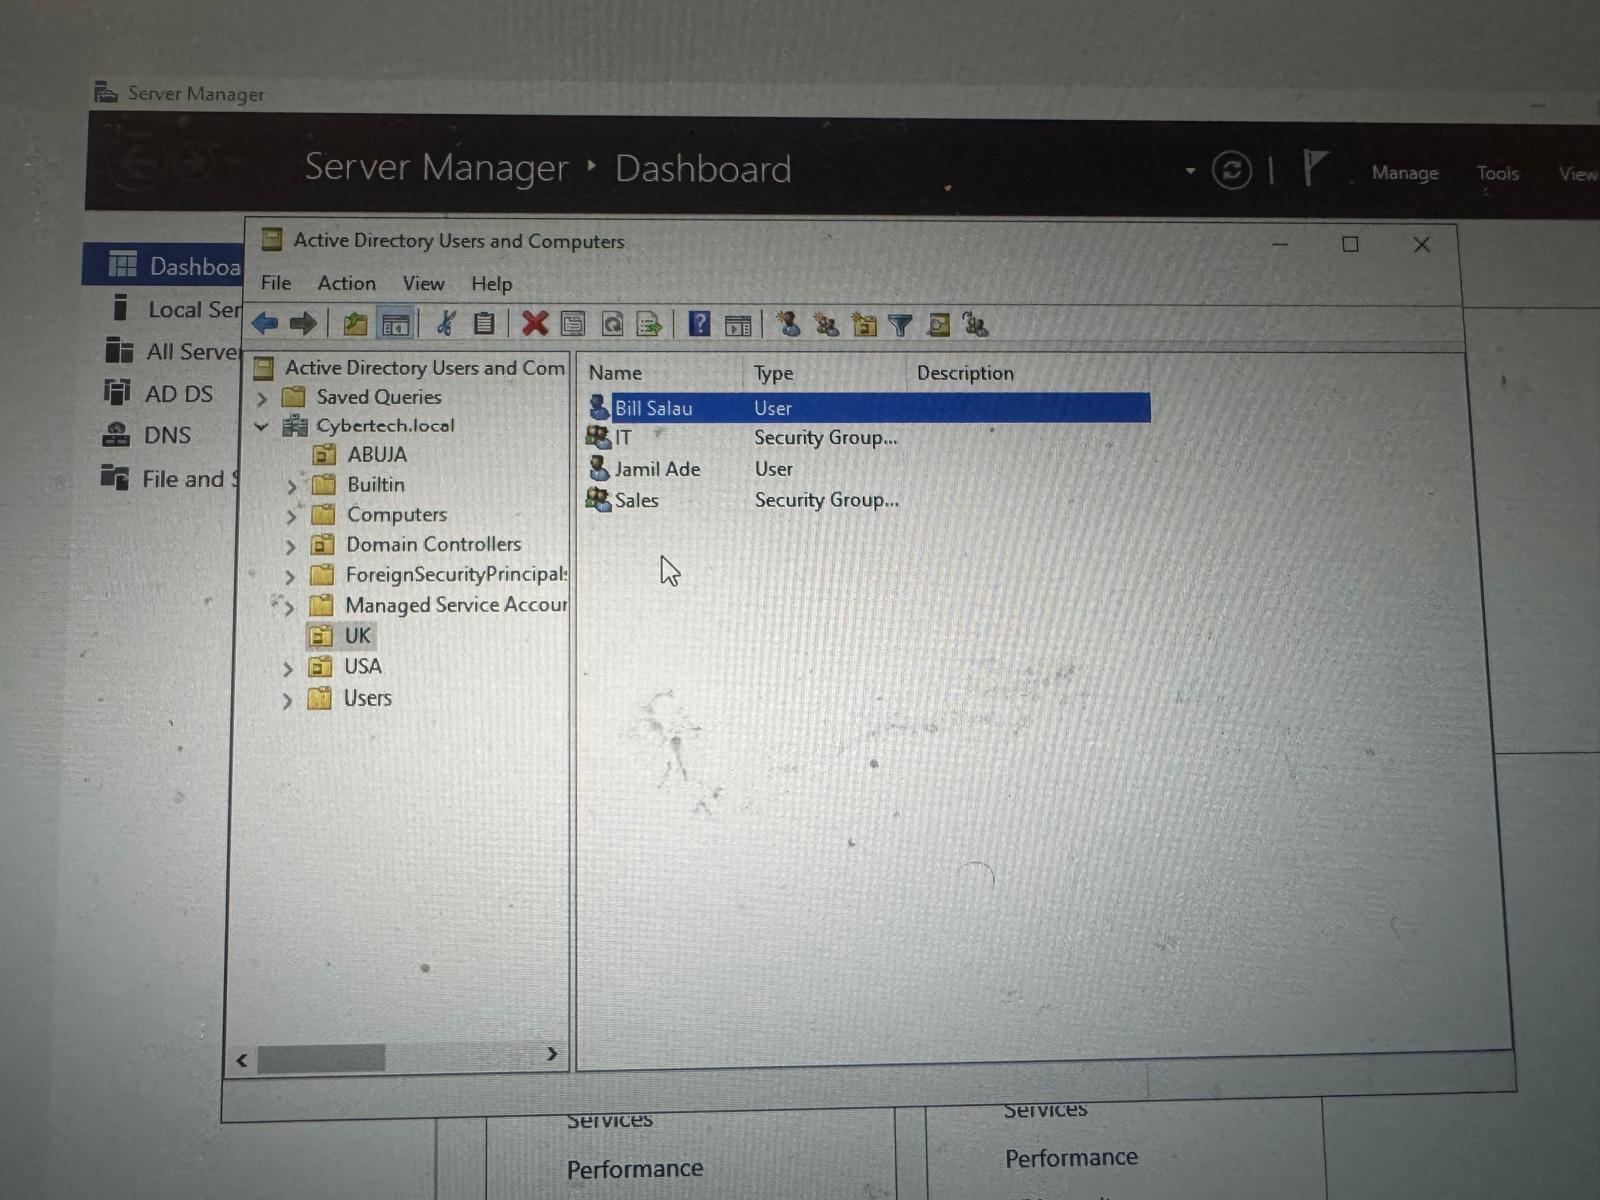 Server Manager
Server Manager ‣ Dashboard
Manage Tools View
Dashboa
Local Ser
All Server
AD DS
DNS
File and S
Active Directory Users and Computers
File Action View Help
Active Directory Users and Com
Saved Queries
Cybertech.local
ABUJA
Builtin
Computers
Domain Controllers
ForeignSecurityPrincipals
Managed Service Accour
UK
USA
Users
Name Type Description
Bill Salau User
IT Security Group...
Jamil Ade User
Sales Security Group...
Services
Performance
Services
Performance